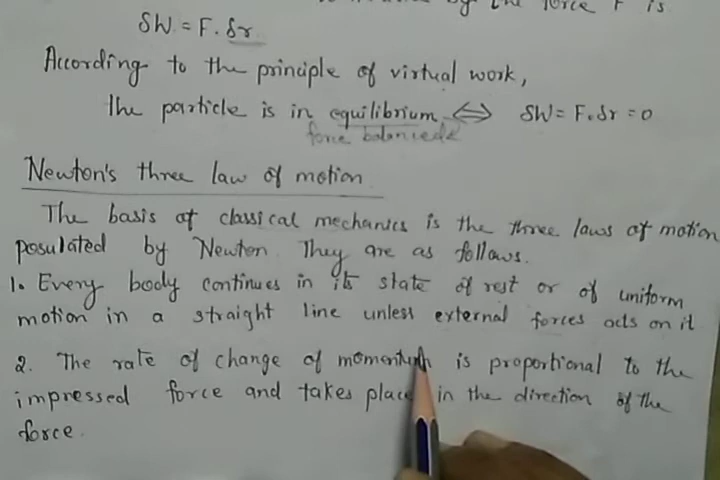 by the force F is
δW = F. δr
According to the principle of virtual work,
the particle is in equilibrium ⟺ δW = F. δr = 0
force balanced
Newton's three law of motion
The basis of classical mechanics is the three laws of motion
posulated by Newton. They are as follows.
1. Every body continues in its state of rest or of uniform
motion in a straight line unless external forces acts on it
2. The rate of change of momentum is proportional to the
impressed force and takes place in the direction of the
force.